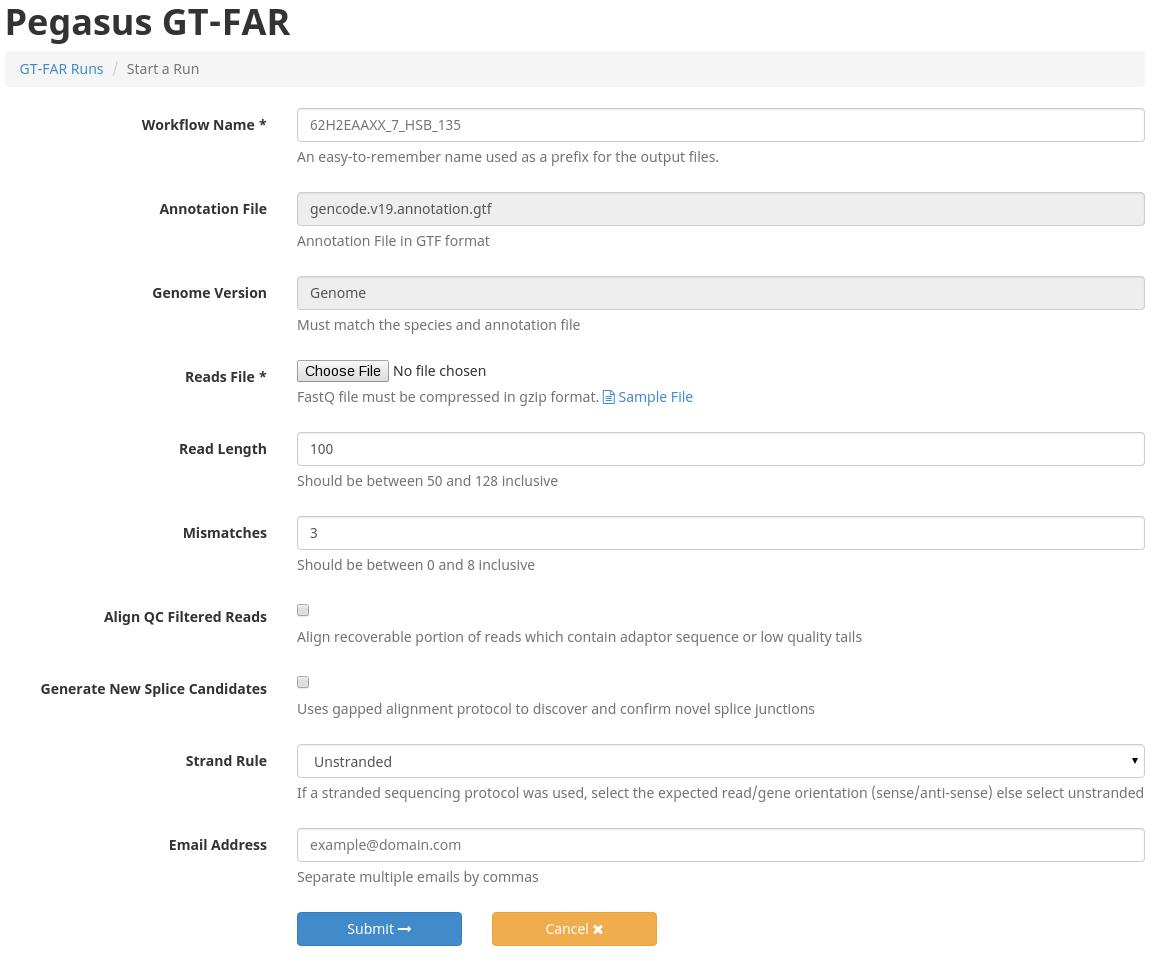 Pegasus GT-FAR
GT-FAR Runs / Start a Run
Workflow Name * 62H2EAAXX_7_HSB_135
An easy-to-remember name used as a prefix for the output files.
Annotation File gencode.v19.annotation.gtf
Annotation File in GTF format
Genome Version Genome
Must match the species and annotation file
Reads File * Choose File No file chosen
FastQ file must be compressed in gzip format. Sample File
Read Length 100
Should be between 50 and 128 inclusive
Mismatches 3
Should be between 0 and 8 inclusive
Align QC Filtered Reads
Align recoverable portion of reads which contain adaptor sequence or low quality tails
Generate New Splice Candidates
Uses gapped alignment protocol to discover and confirm novel splice junctions
Strand Rule Unstranded
If a stranded sequencing protocol was used, select the expected read/gene orientation (sense/anti-sense) else select unstranded
Email Address example@domain.com
Separate multiple emails by commas
Submit Cancel